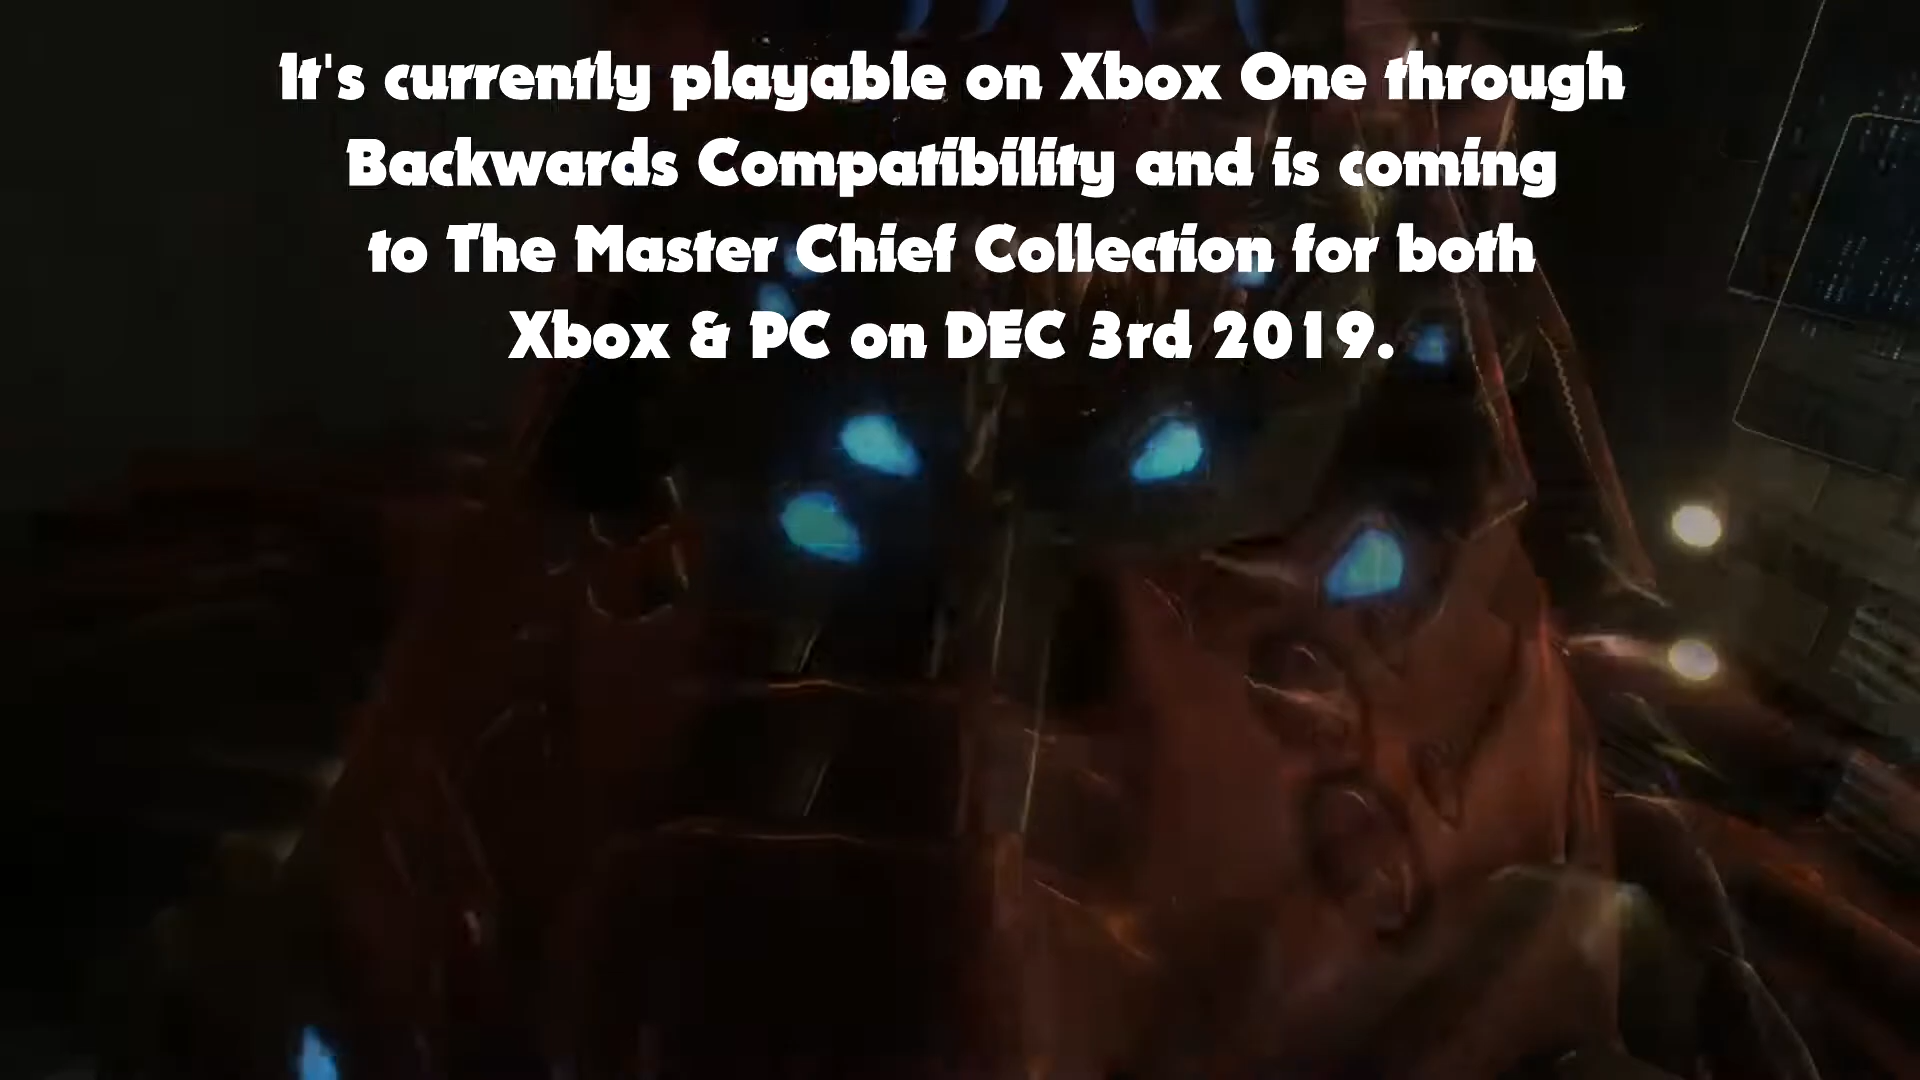 It's currently playable on Xbox One through
Backwards Compatibility and is coming
to The Master Chief Collection for both
Xbox & PC on DEC 3rd 2019.